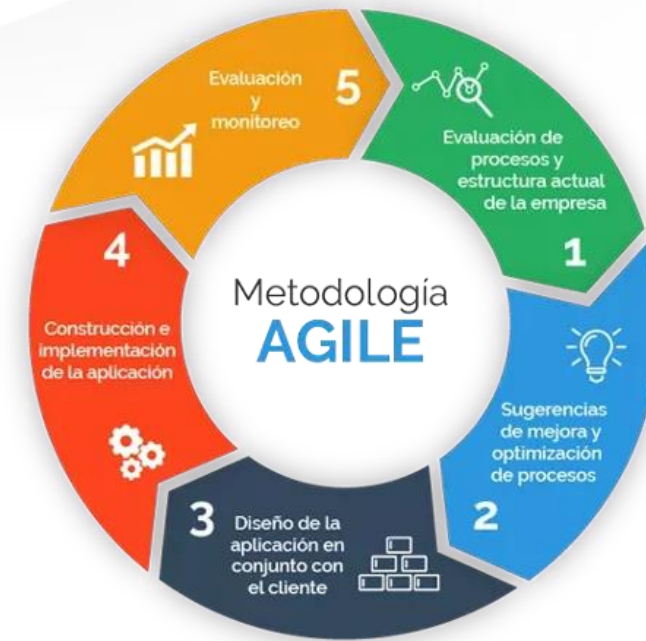 Metodología
AGILE
Evaluación de
procesos y
estructura actual
de la empresa
1
Sugerencias
de mejora y
optimización
de procesos
2
3
Diseño de la
aplicación en
conjunto con
el cliente
4
Construcción e
implementación
de la aplicación
Evaluación
y
monitoreo
5